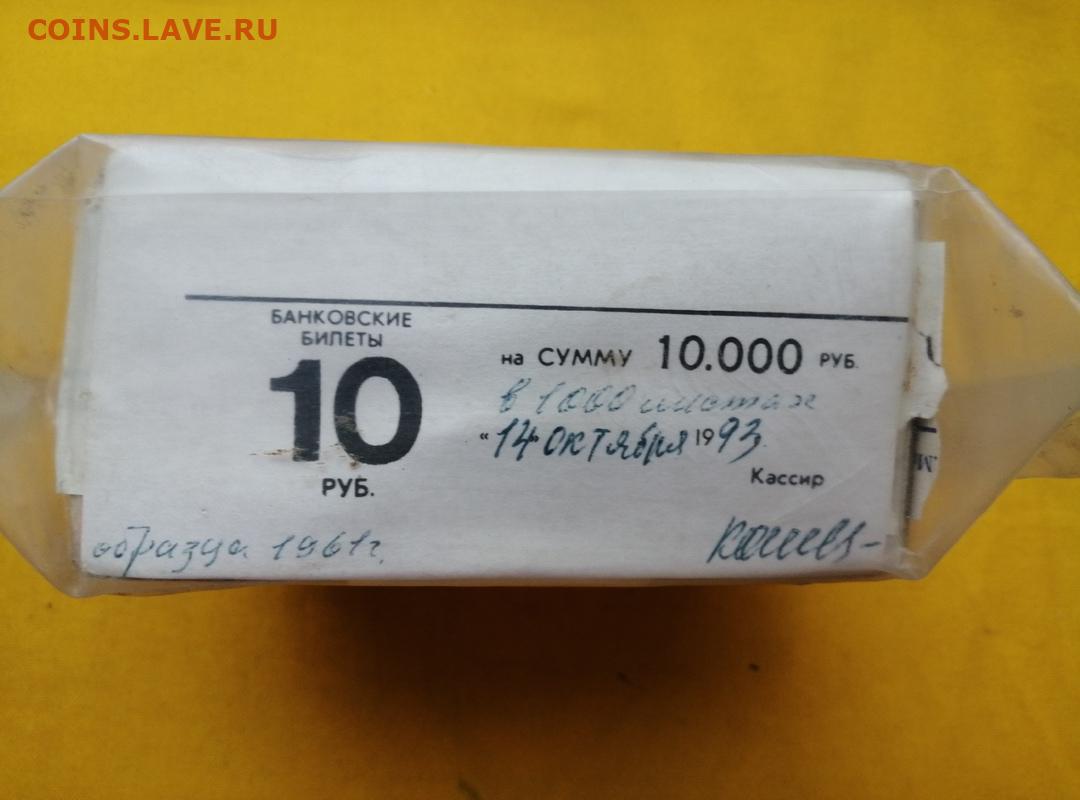 COINS.LAVE.RU
БАНКОВСКИЕ
БИЛЕТЫ
10
РУБ.
на СУММУ 10.000 РУБ.
в 1000 листах
“14” октября 1993
Кассир
образца 1961г.